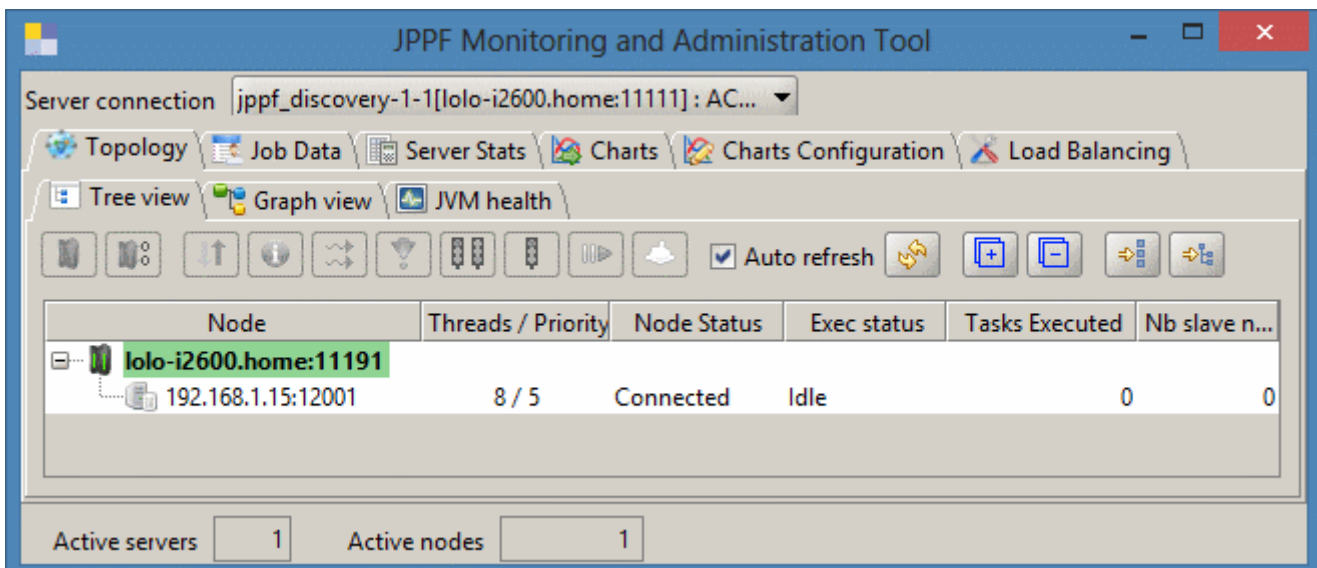 JPPF Monitoring and Administration Tool
Server connection jppf_discovery-1-1[lolo-i2600.home:11111] : AC...
Topology Job Data Server Stats Charts Charts Configuration Load Balancing
Tree view Graph view JVM health
Auto refresh
Node Threads / Priority Node Status Exec status Tasks Executed Nb slave n...
lolo-i2600.home:11191
192.168.1.15:12001 8 / 5 Connected Idle 0 0
Active servers 1 Active nodes 1